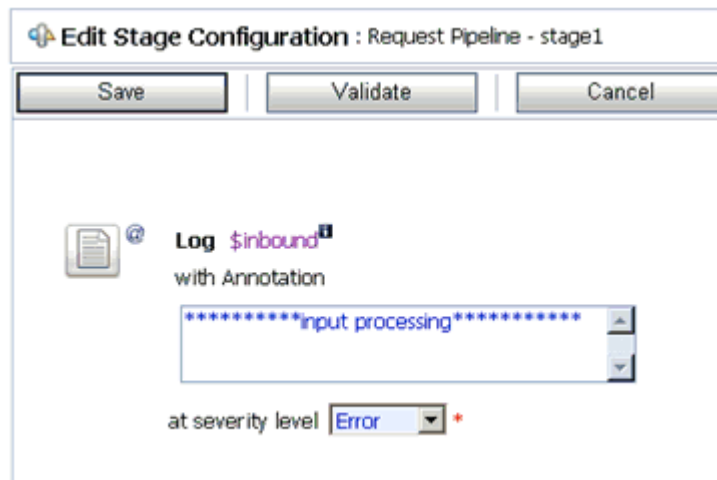 Edit Stage Configuration : Request Pipeline - stage1
Save Validate Cancel
@ Log $inbound i
with Annotation
**********input processing***********
at severity level Error *